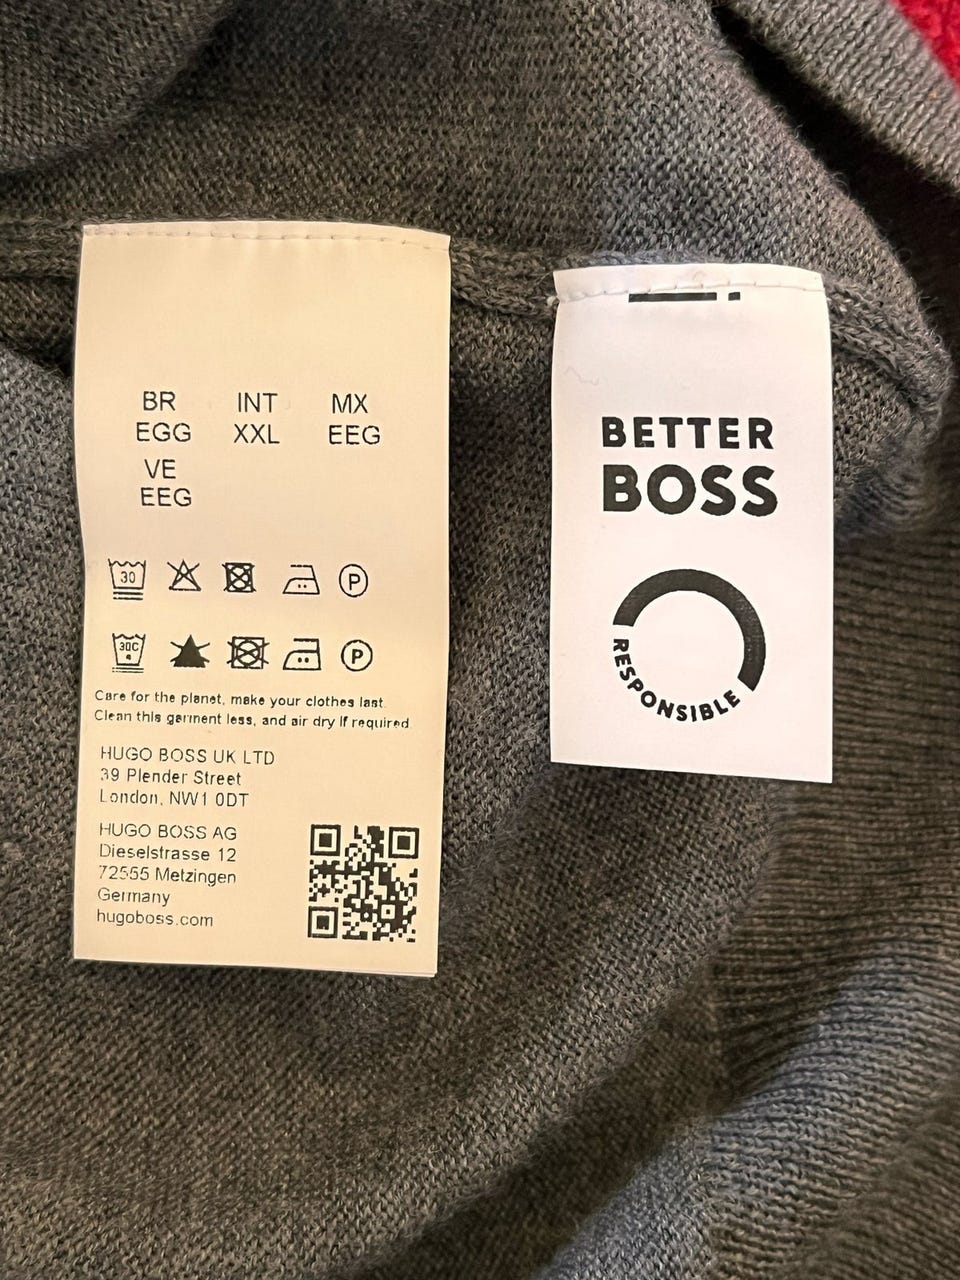 BR INT MX
EGG XXL EEG
VE
EEG
30 P
30C P
Care for the planet, make your clothes last.
Clean this garment less, and air dry if required.
HUGO BOSS UK LTD
39 Plender Street
London, NW1 0DT
HUGO BOSS AG
Dieselstrasse 12
72555 Metzingen
Germany
hugoboss.com
BETTER
BOSS
RESPONSIBLE